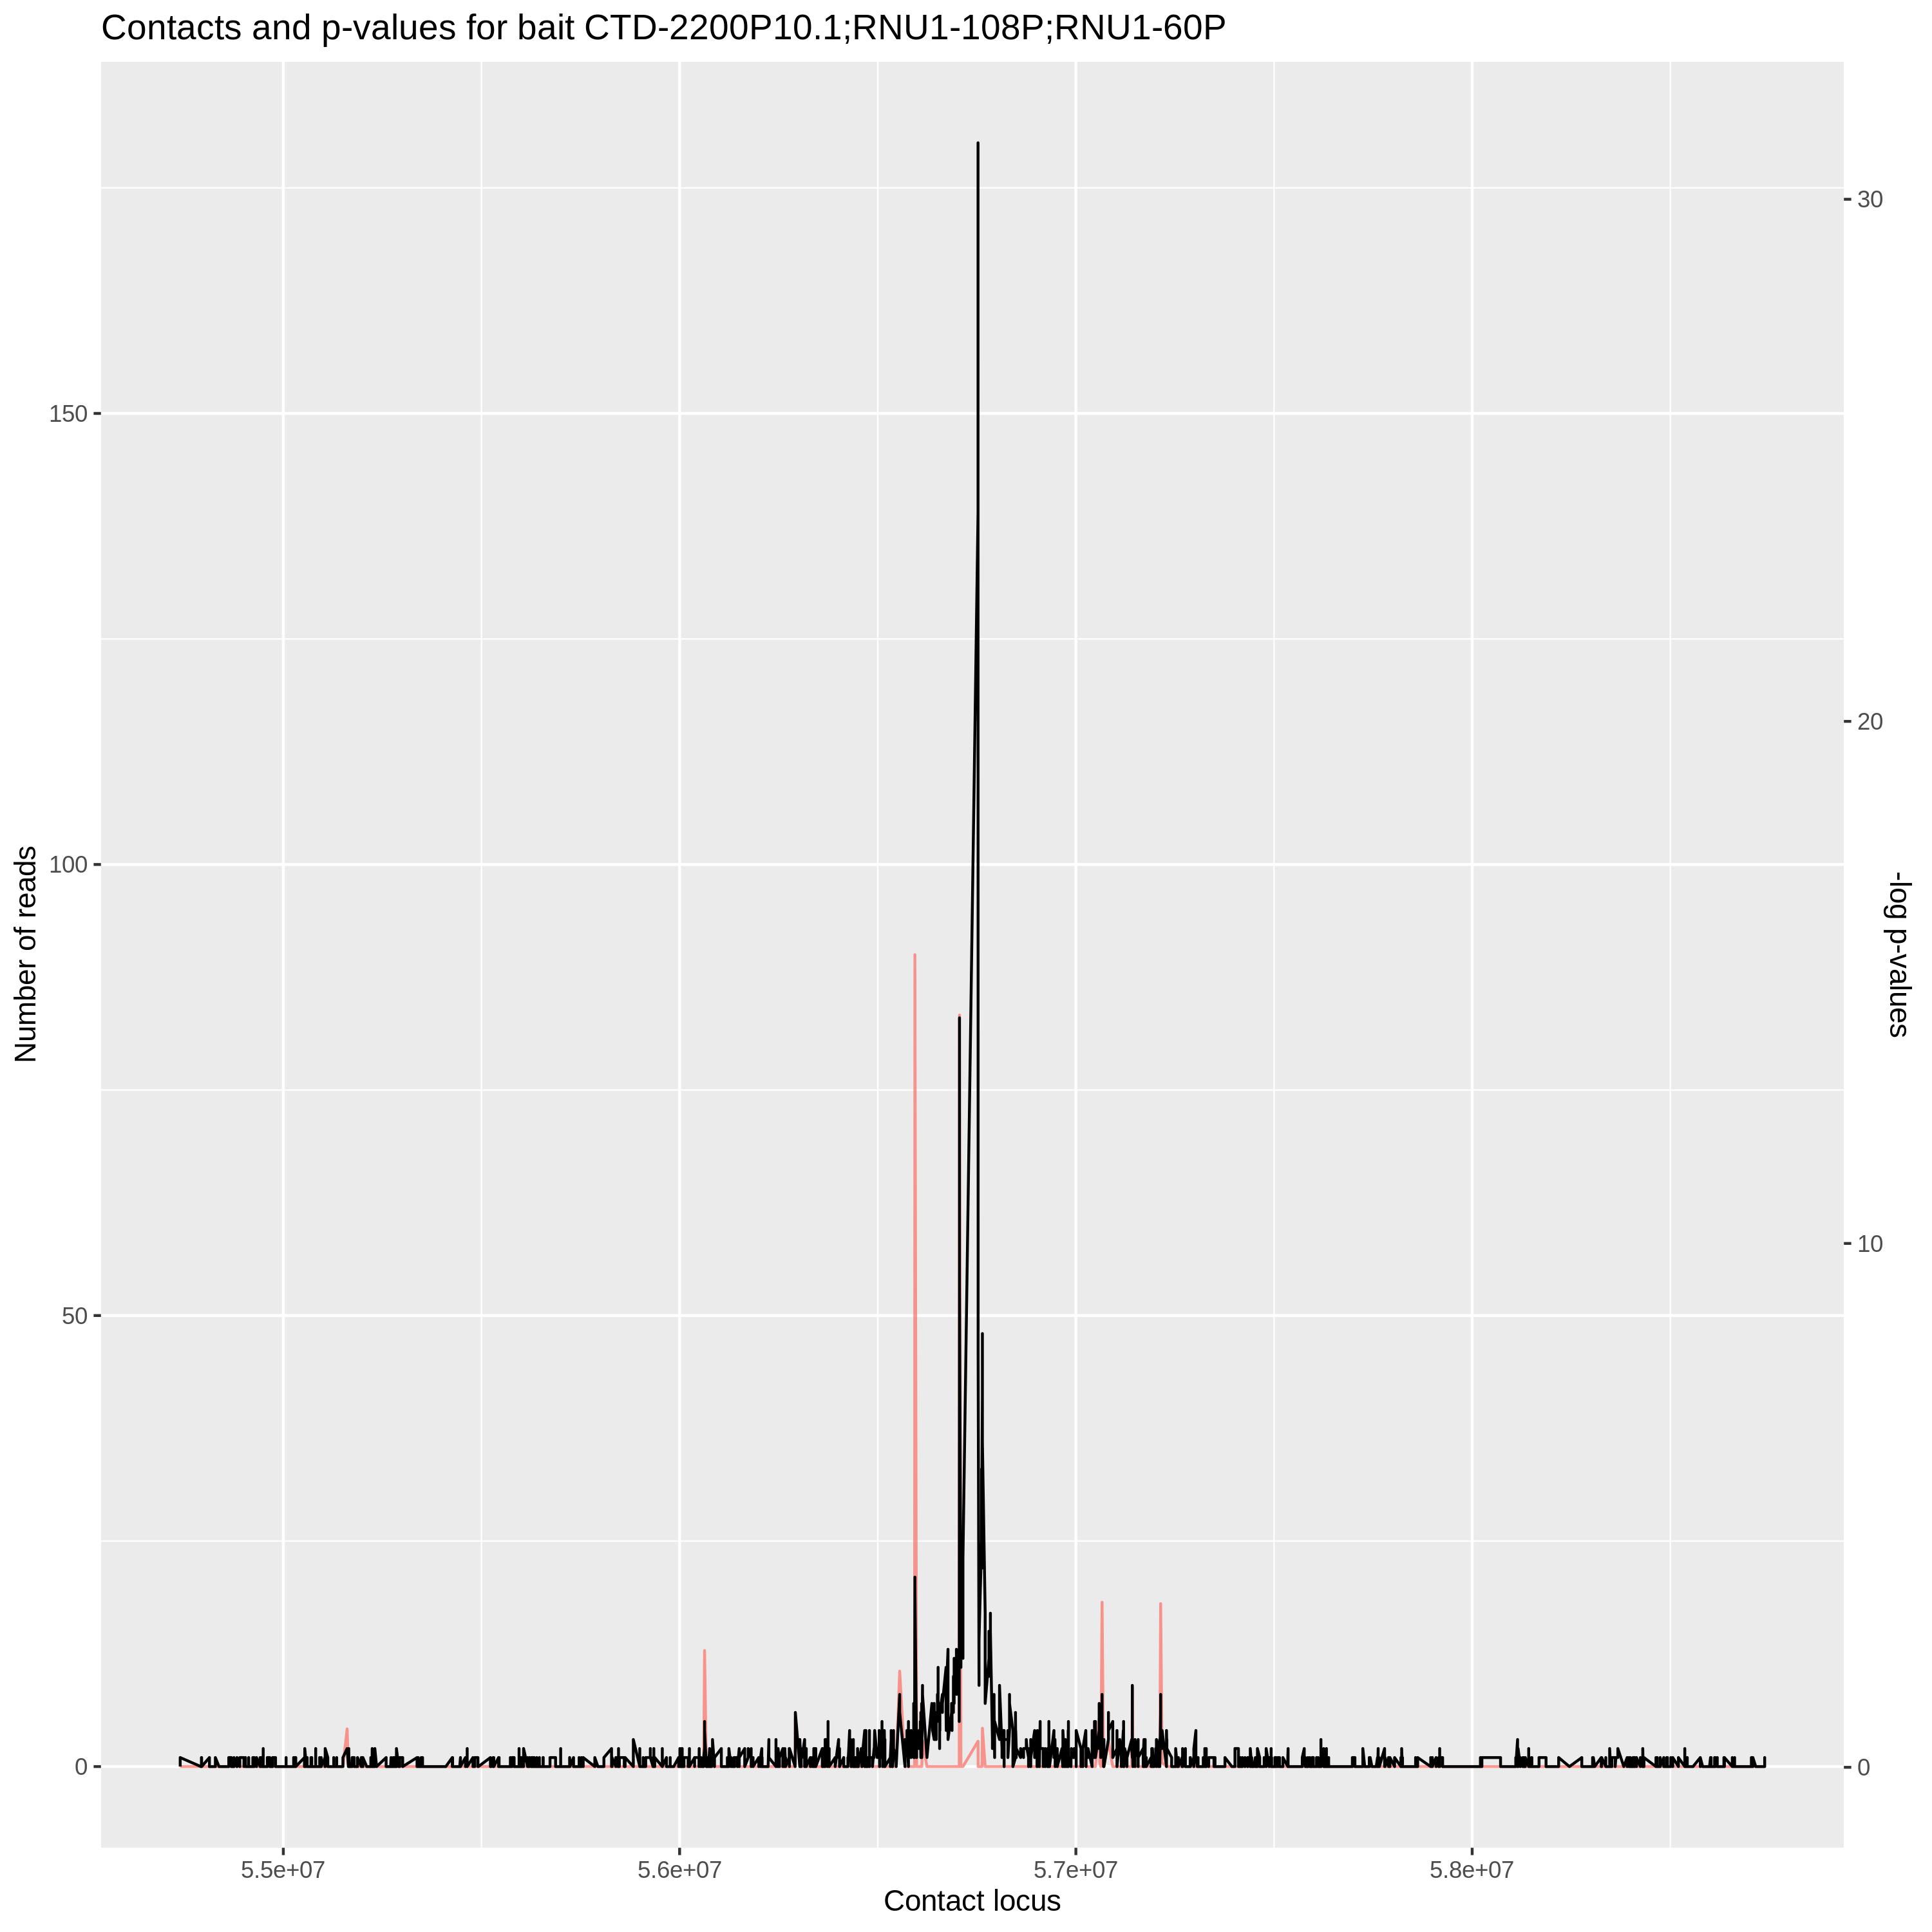 Contacts and p-values for bait CTD-2200P10.1;RNU1-108P;RNU1-60P
150
100
50
0
Number of reads
30
20
10
0
-log p-values
5.5e+07
5.6e+07
5.7e+07
5.8e+07
Contact locus